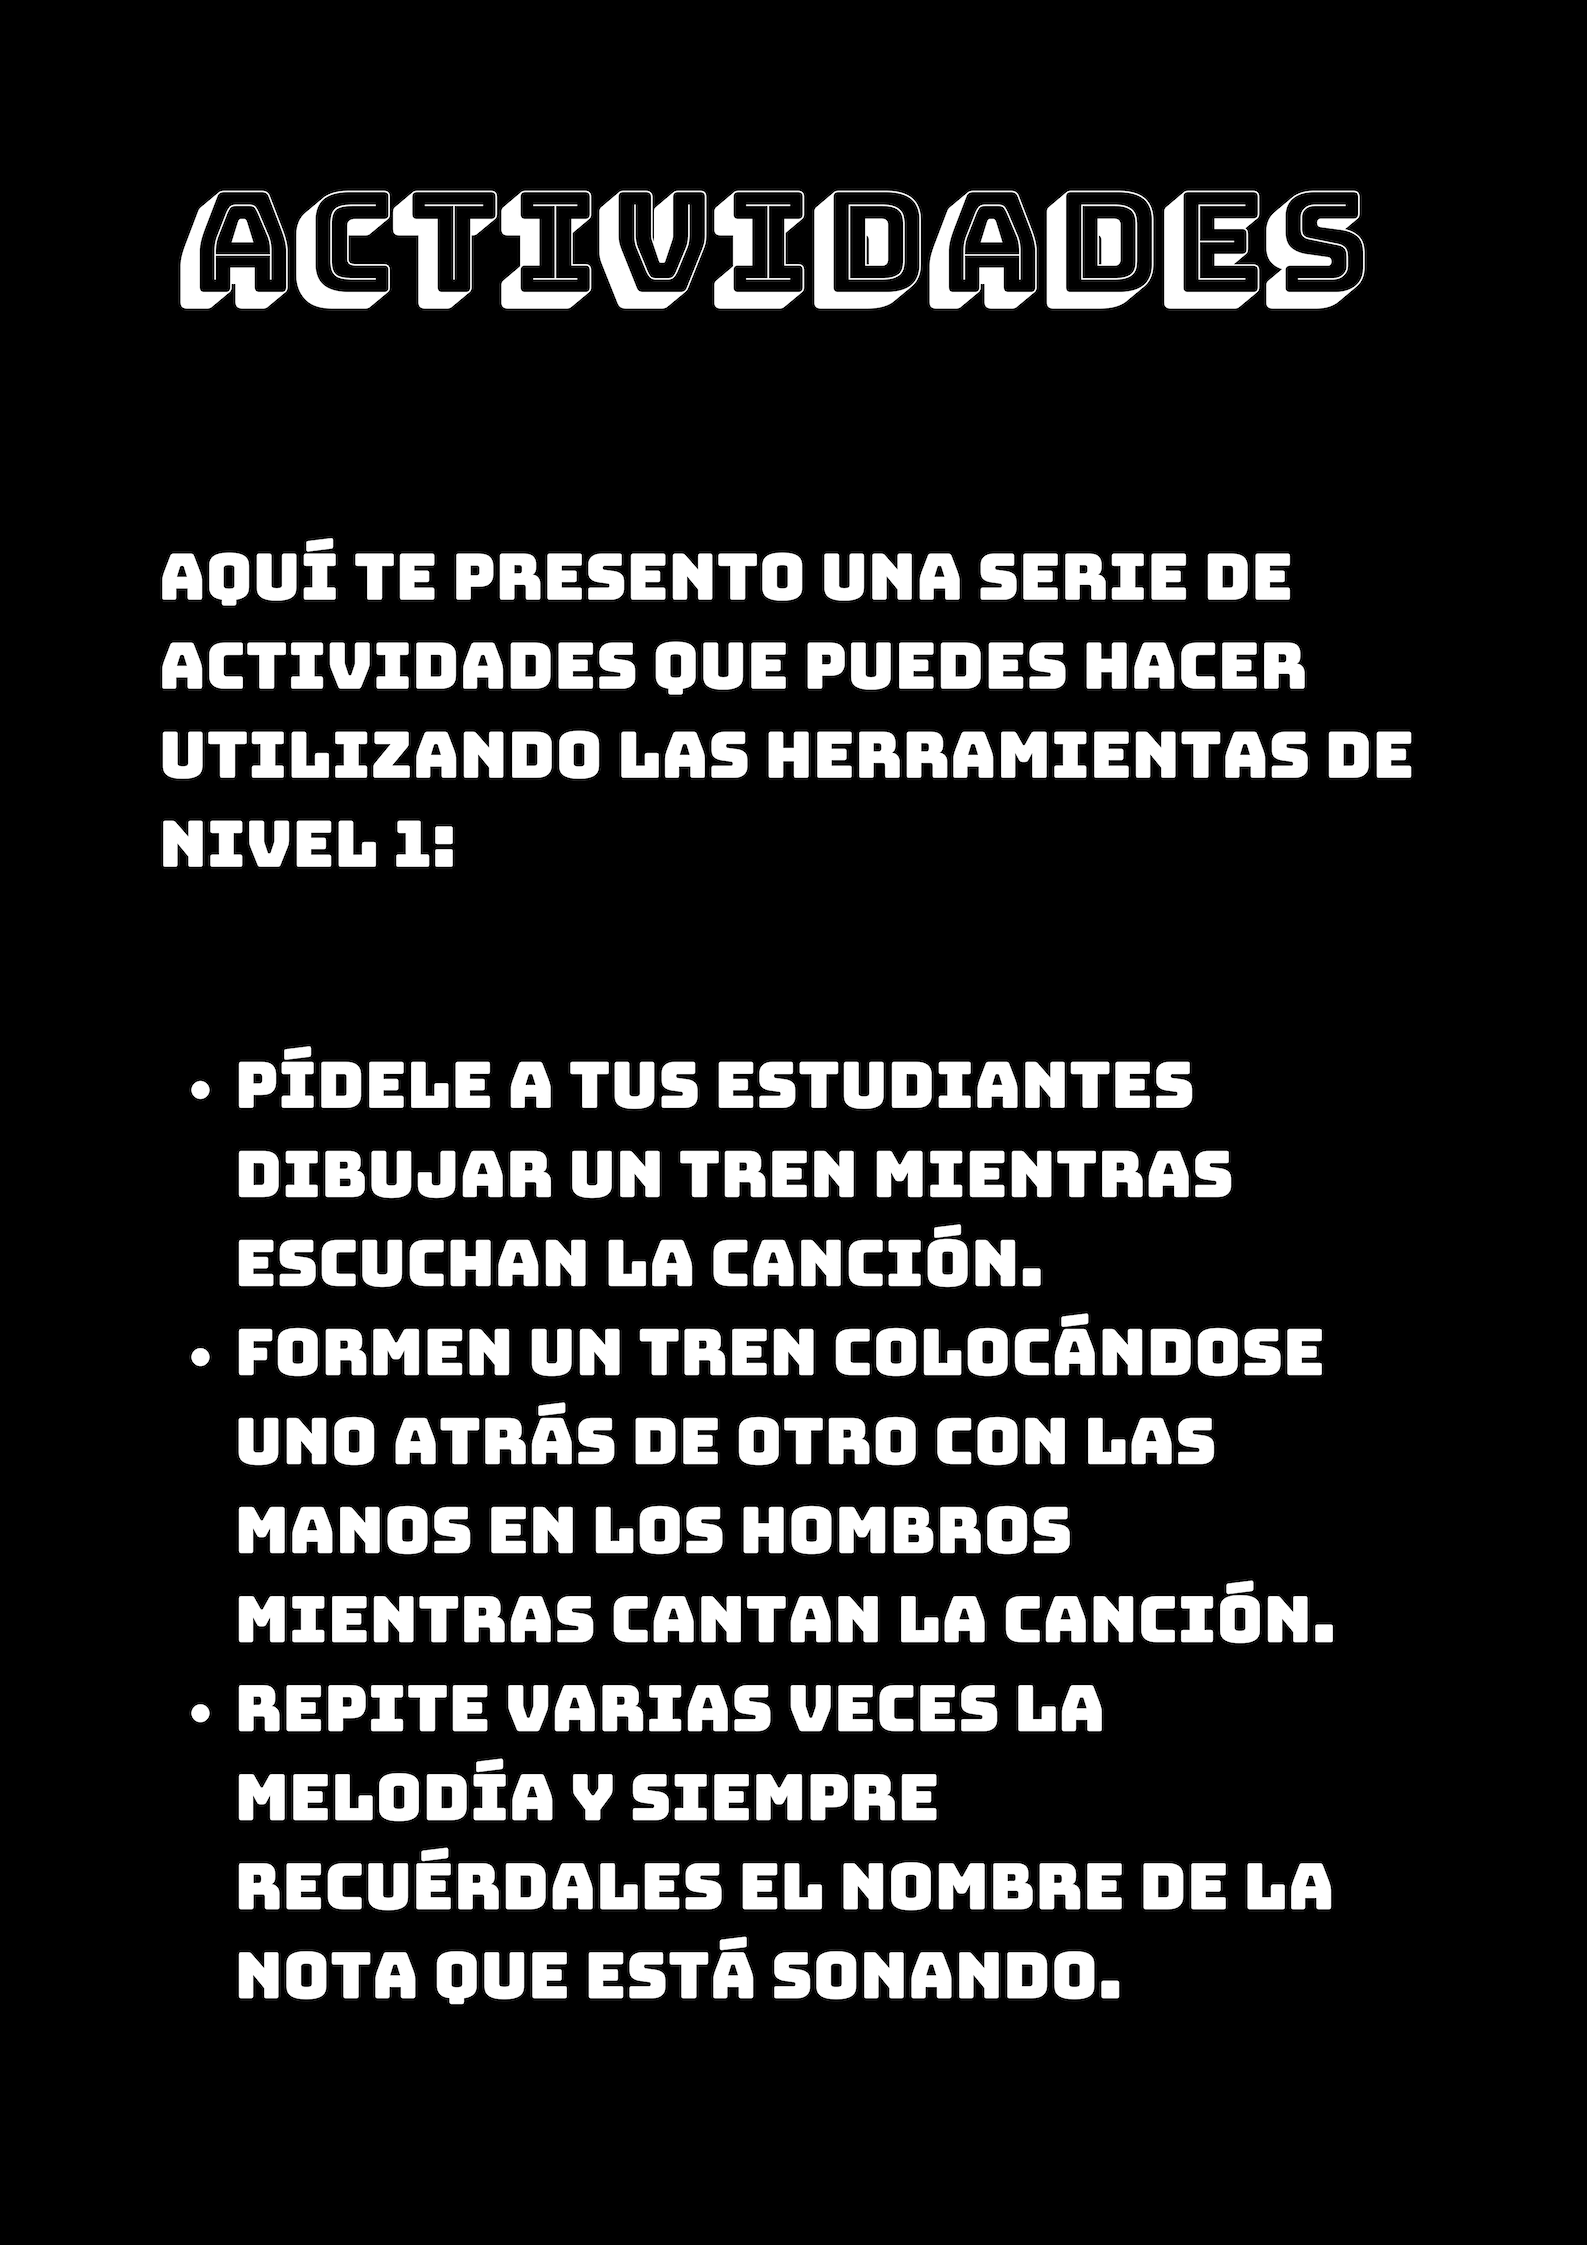 ACTIVIDADES
AQUÍ TE PRESENTO UNA SERIE DE
ACTIVIDADES QUE PUEDES HACER
UTILIZANDO LAS HERRAMIENTAS DE
NIVEL 1:
• PÍDELE A TUS ESTUDIANTES
DIBUJAR UN TREN MIENTRAS
ESCUCHAN LA CANCIÓN.
• FORMEN UN TREN COLOCÁNDOSE
UNO ATRÁS DE OTRO CON LAS
MANOS EN LOS HOMBROS
MIENTRAS CANTAN LA CANCIÓN.
• REPITE VARIAS VECES LA
MELODÍA Y SIEMPRE
RECUÉRDALES EL NOMBRE DE LA
NOTA QUE ESTÁ SONANDO.